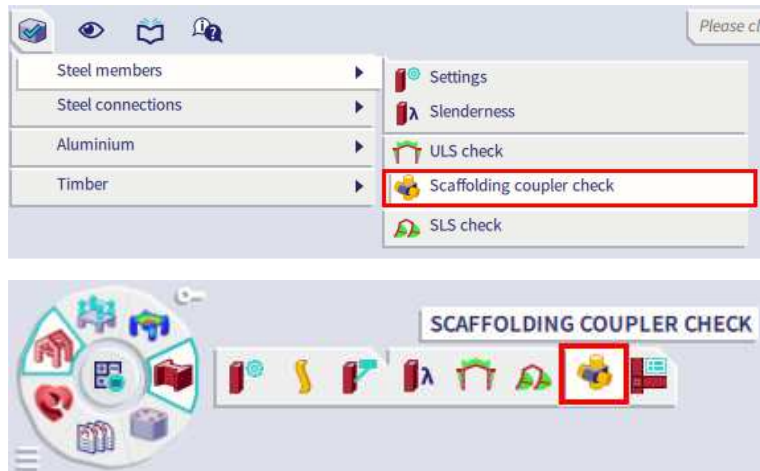 Please cl
Steel members
Settings
Slenderness
Steel connections
Aluminium
ULS check
Timber
Scaffolding coupler check
SLS check
SCAFFOLDING COUPLER CHECK